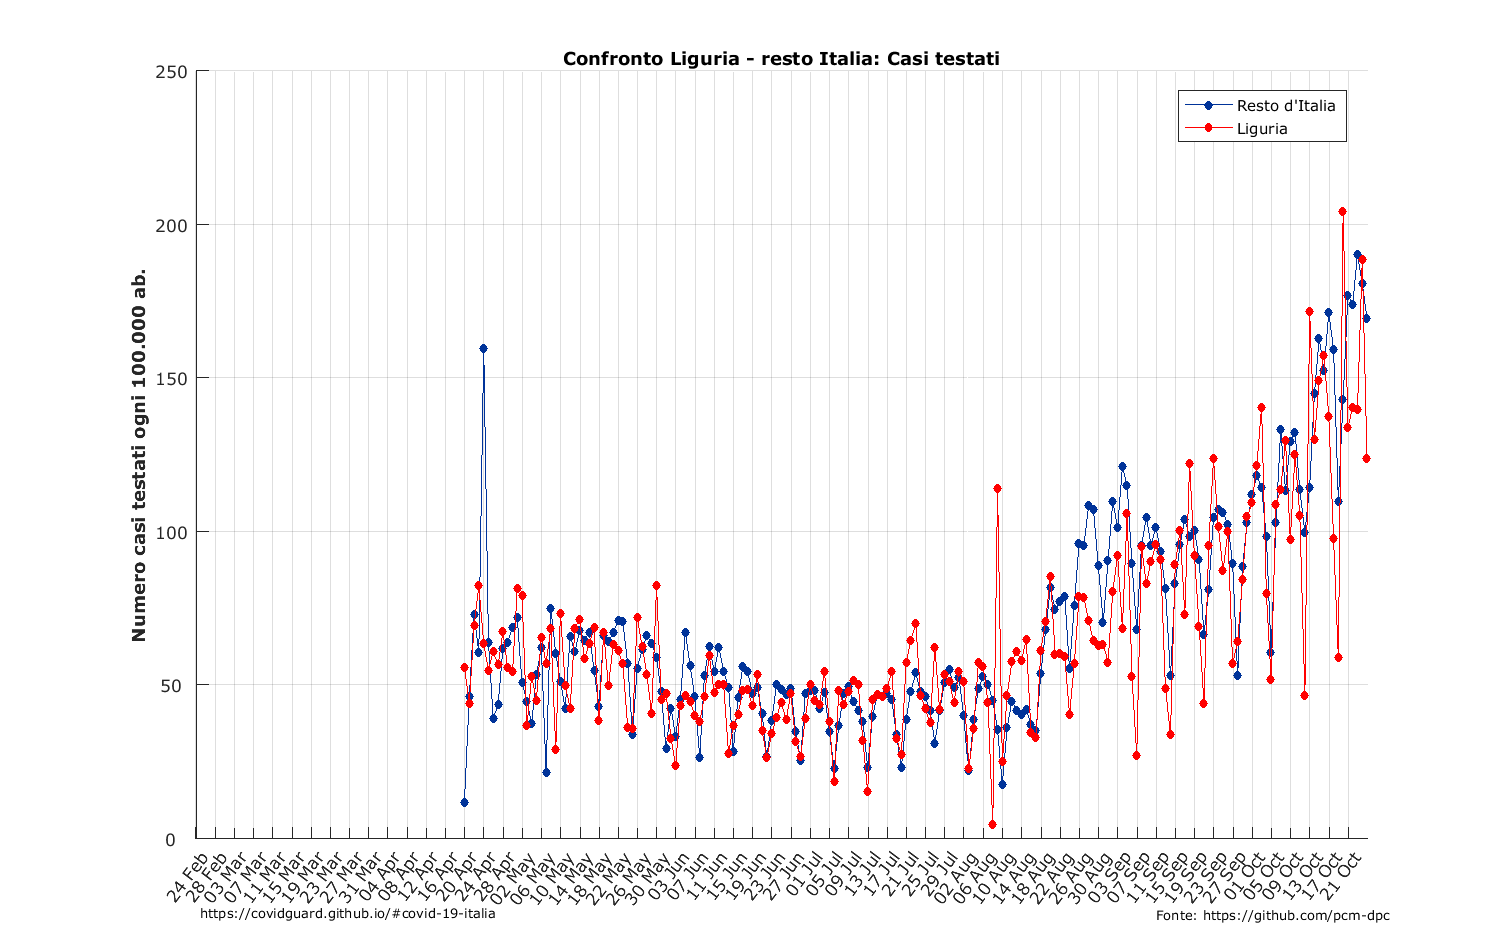 Confronto Liguria - resto Italia: Casi testati
250
200
150
100
50
0
Numero casi testati ogni 100.000 ab.
Resto d'Italia
Liguria
24 Feb
28 Feb
03 Mar
07 Mar
11 Mar
15 Mar
19 Mar
23 Mar
27 Mar
31 Mar
04 Apr
08 Apr
12 Apr
16 Apr
20 Apr
24 Apr
28 Apr
02 May
06 May
10 May
14 May
18 May
22 May
26 May
30 May
03 Jun
07 Jun
11 Jun
15 Jun
19 Jun
23 Jun
27 Jun
01 Jul
05 Jul
09 Jul
13 Jul
17 Jul
21 Jul
25 Jul
29 Jul
02 Aug
06 Aug
10 Aug
14 Aug
18 Aug
22 Aug
26 Aug
30 Aug
03 Sep
07 Sep
11 Sep
15 Sep
19 Sep
23 Sep
27 Sep
01 Oct
05 Oct
09 Oct
13 Oct
17 Oct
21 Oct
https://covidguard.github.io/#covid-19-italia
Fonte: https://github.com/pcm-dpc